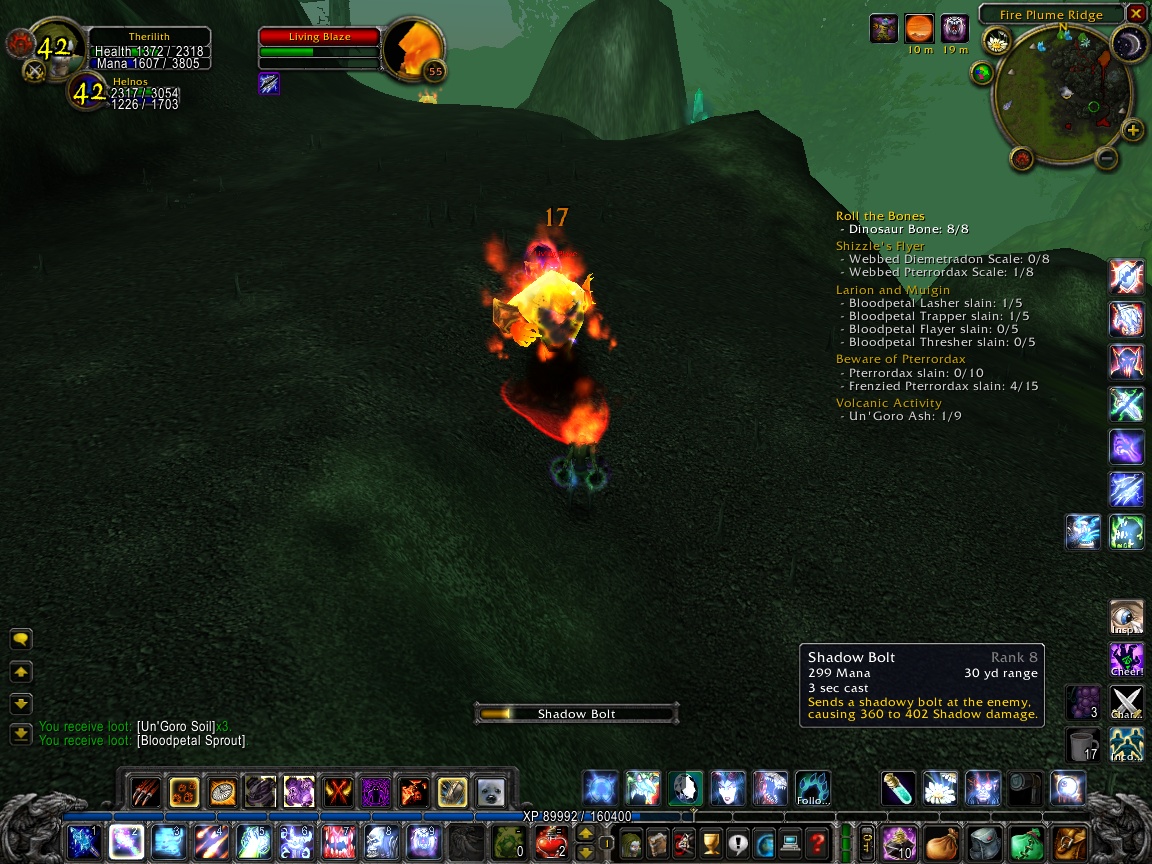 42
Therilith
Health 1372 / 2318
Mana 1607 / 3805
Helnos
42
2317 / 3054
1226 / 1703
Living Blaze
55
10 m 19 m
Fire Plume Ridge
N
17
Roll the Bones
- Dinosaur Bone: 8/8
Shizzle's Flyer
- Webbed Diemetradon Scale: 0/8
- Webbed Pterrordax Scale: 1/8
Larion and Muigin
- Bloodpetal Lasher slain: 1/5
- Bloodpetal Trapper slain: 1/5
- Bloodpetal Flayer slain: 0/5
- Bloodpetal Thresher slain: 0/5
Beware of Pterrordax
- Pterrordax slain: 0/10
- Frenzied Pterrordax slain: 4/15
Volcanic Activity
- Un'Goro Ash: 1/9
Insp...
Cheer!
3
Char...
17
Inco...
Shadow Bolt Rank 8
299 Mana 30 yd range
3 sec cast
Sends a shadowy bolt at the enemy,
causing 360 to 402 Shadow damage.
Shadow Bolt
You receive loot: [Un'Goro Soil]x3.
You receive loot: [Bloodpetal Sprout].
Follo...
XP 89992 / 160400
1 2 3 4 5 6 7 8 9 0
1
10